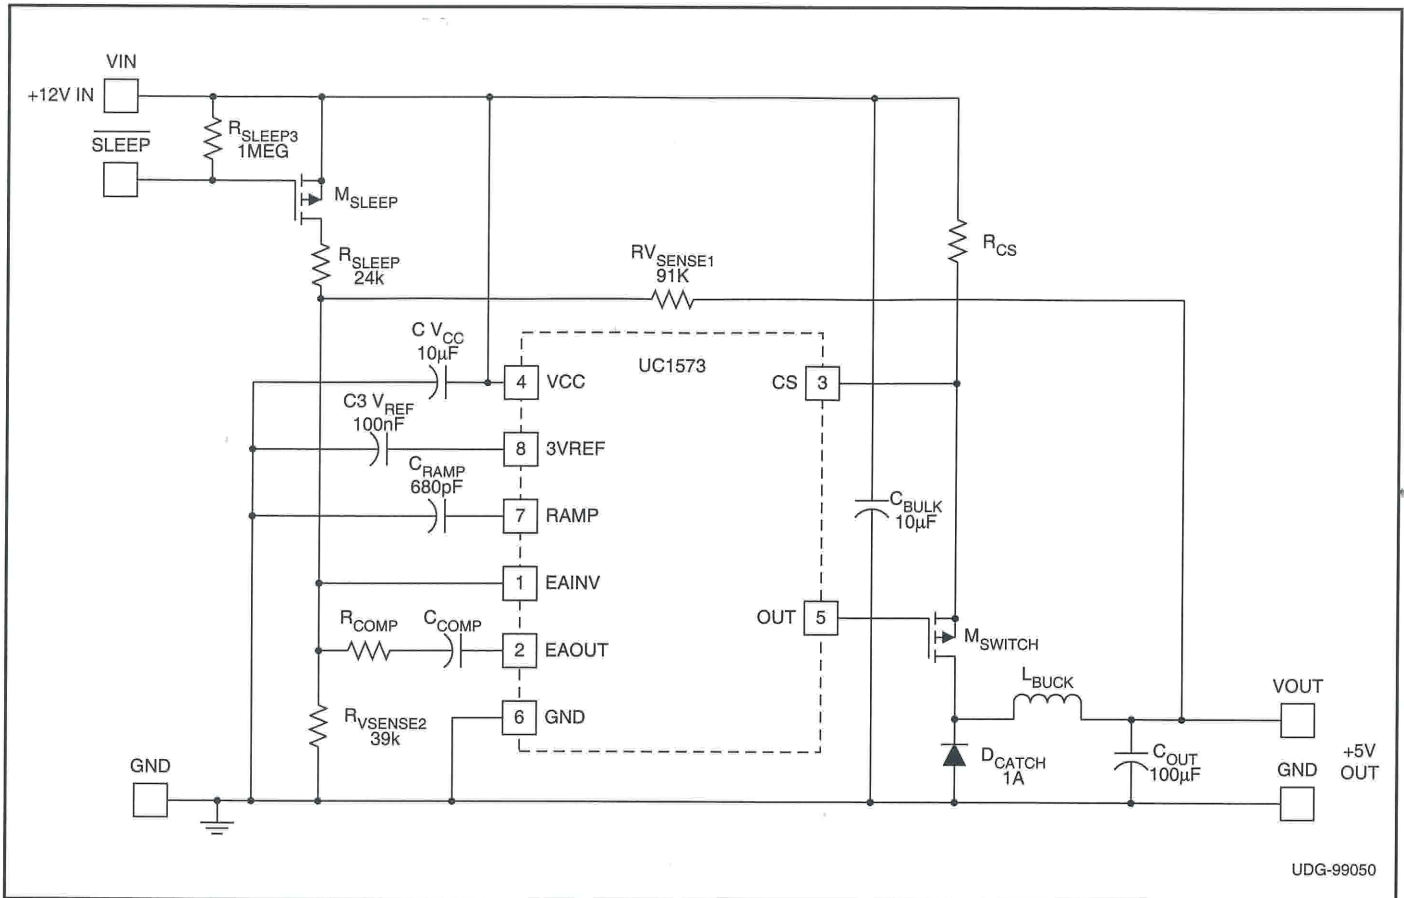 VIN
+12V IN
SLEEP
RSLEEP3
1MEG
MSLEEP
RSLEEP
24k
RVSENSE1
91K
RCS
C VCC
10µF
UC1573
4 VCC
CS 3
C3 VREF
100nF
8 3VREF
CRAMP
680pF
7 RAMP
CBULK
10µF
1 EAINV
OUT 5
RCOMP
CCOMP
2 EAOUT
MSWITCH
LBUCK
VOUT
6 GND
RVSENSE2
39k
GND
DCATCH
1A
COUT
100µF
GND
+5V
OUT
UDG-99050